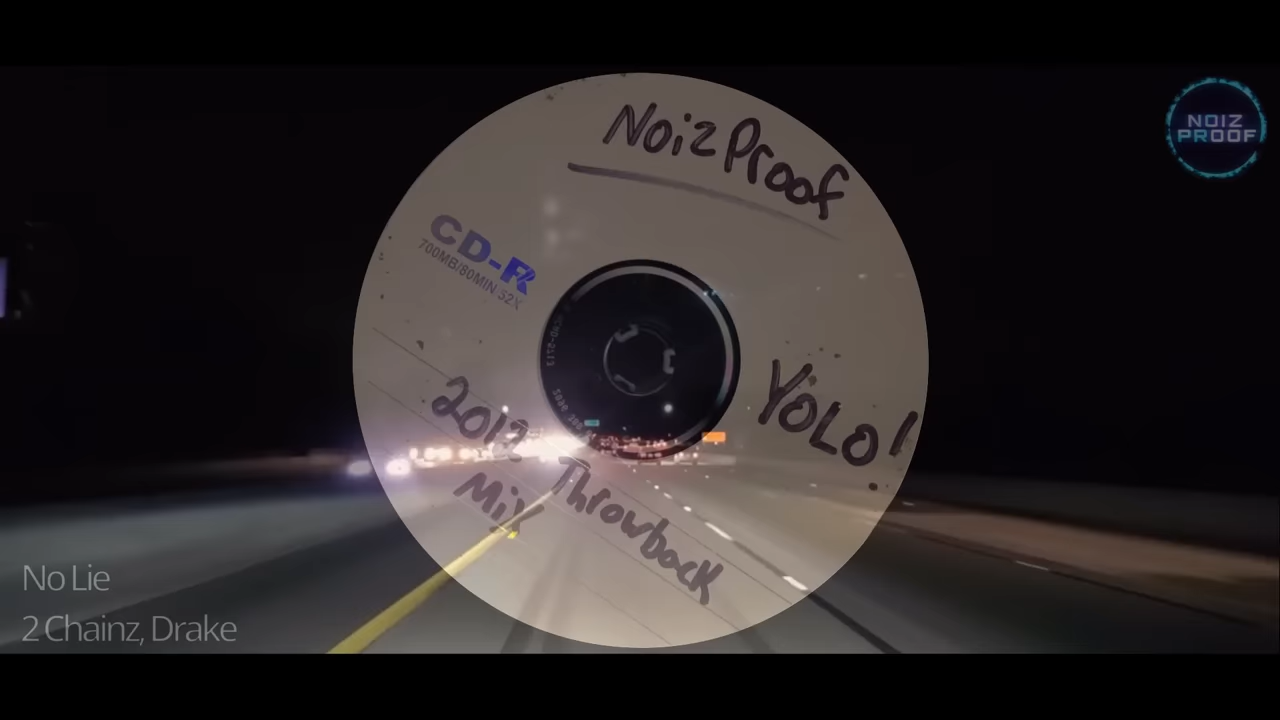 NoizProof
NOIZ
PROOF
CD-R
700MB/80MIN 52X
YOLO!
2012 Throwback
Mix
No Lie
2 Chainz, Drake